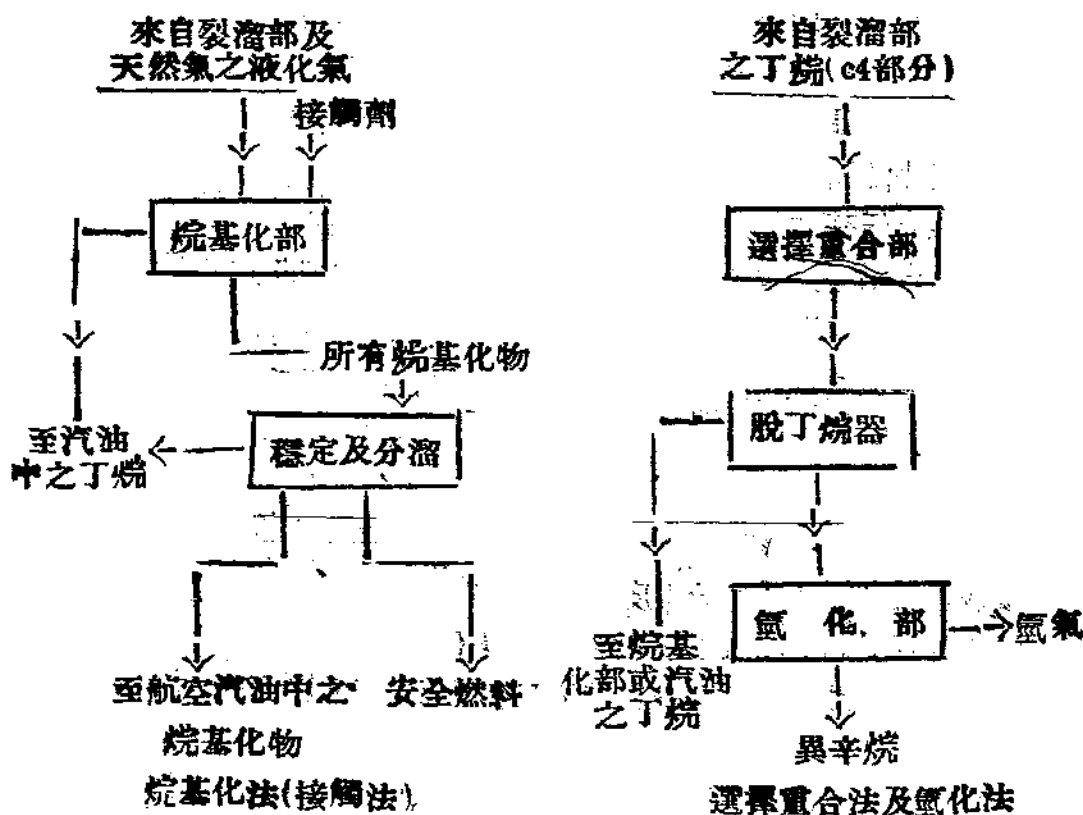 來自裂溜部及
天然氣之液化氣
接觸劑
烷基化部
所有烷基化物
穩定及分溜
至汽油
中之丁烷
至航空汽油中之
烷基化物
安全燃料
烷基化法(接觸法)
來自裂溜部
之丁烷(c4部分)
選擇重合部
脫丁烷器
至烷基
化部或汽油
之丁烷
氫化部
氫氣
異辛烷
選擇重合法及氫化法